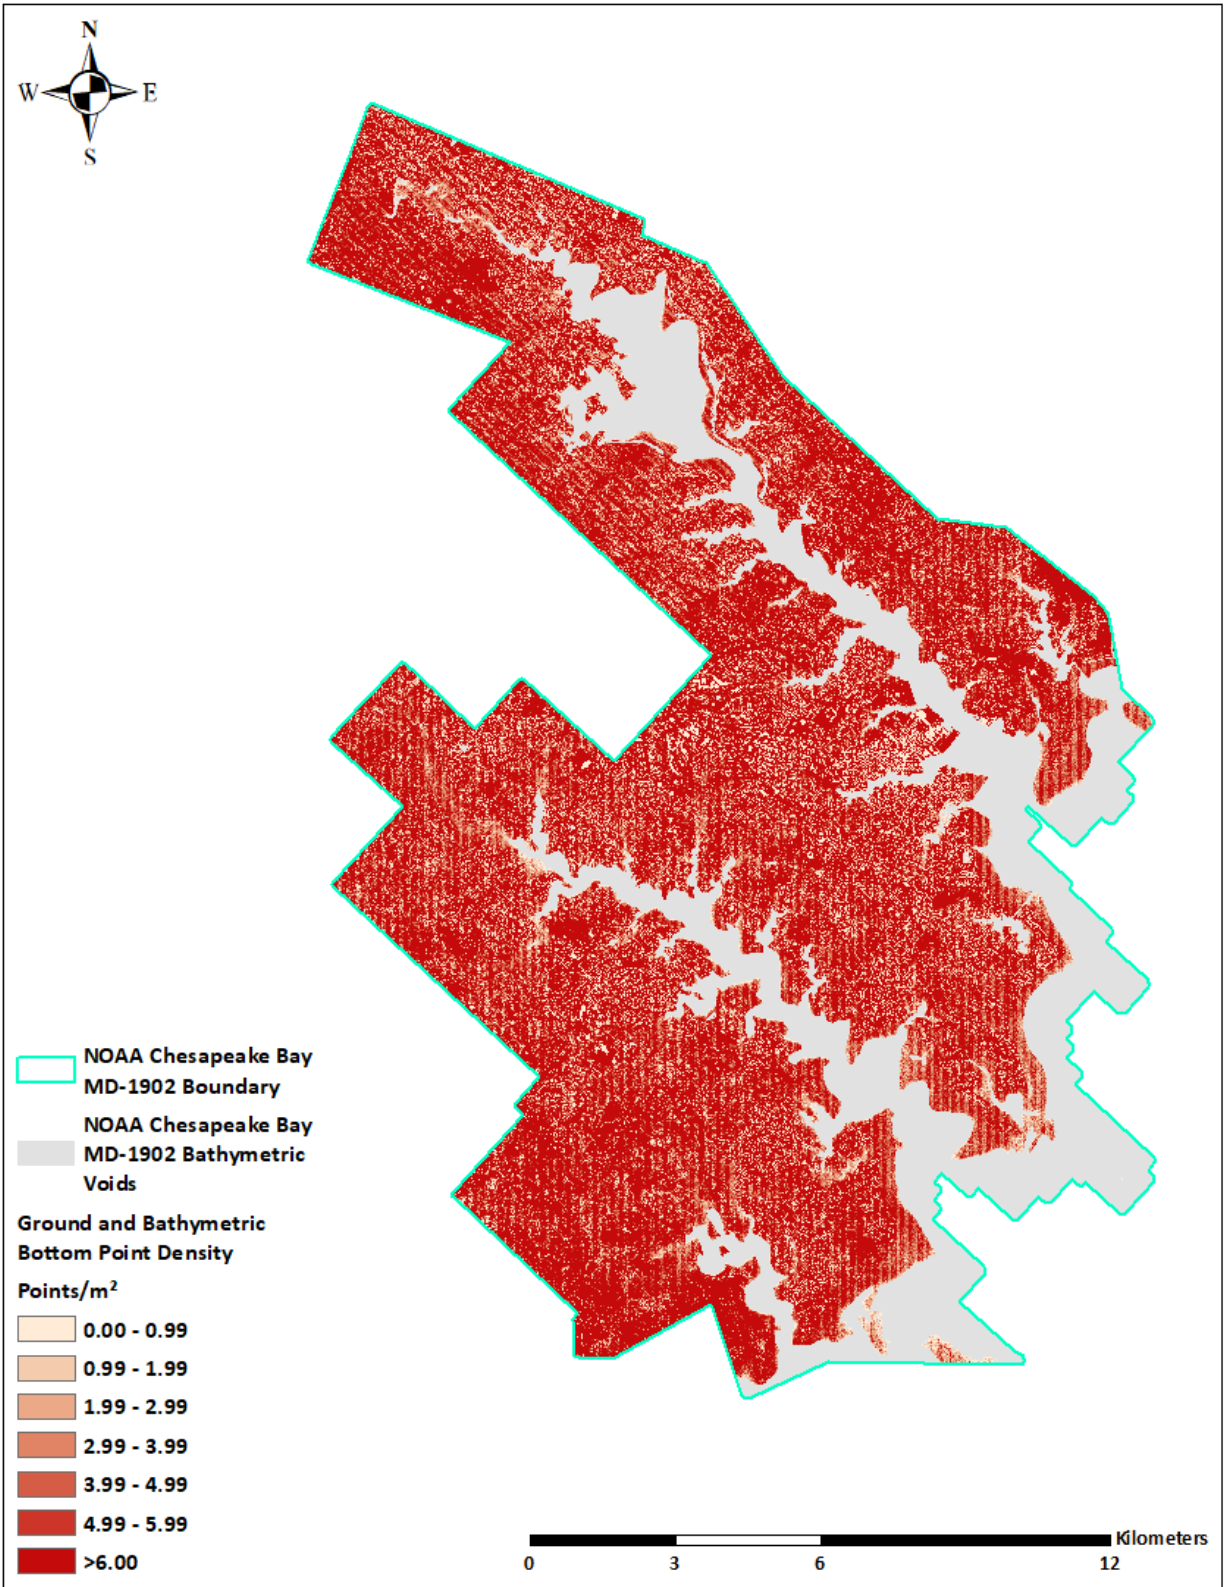 N
W E
S
NOAA Chesapeake Bay
MD-1902 Boundary
NOAA Chesapeake Bay
MD-1902 Bathymetric
Voids
Ground and Bathymetric
Bottom Point Density
Points/m²
0.00 - 0.99
0.99 - 1.99
1.99 - 2.99
2.99 - 3.99
3.99 - 4.99
4.99 - 5.99
>6.00
Kilometers
0 3 6 12